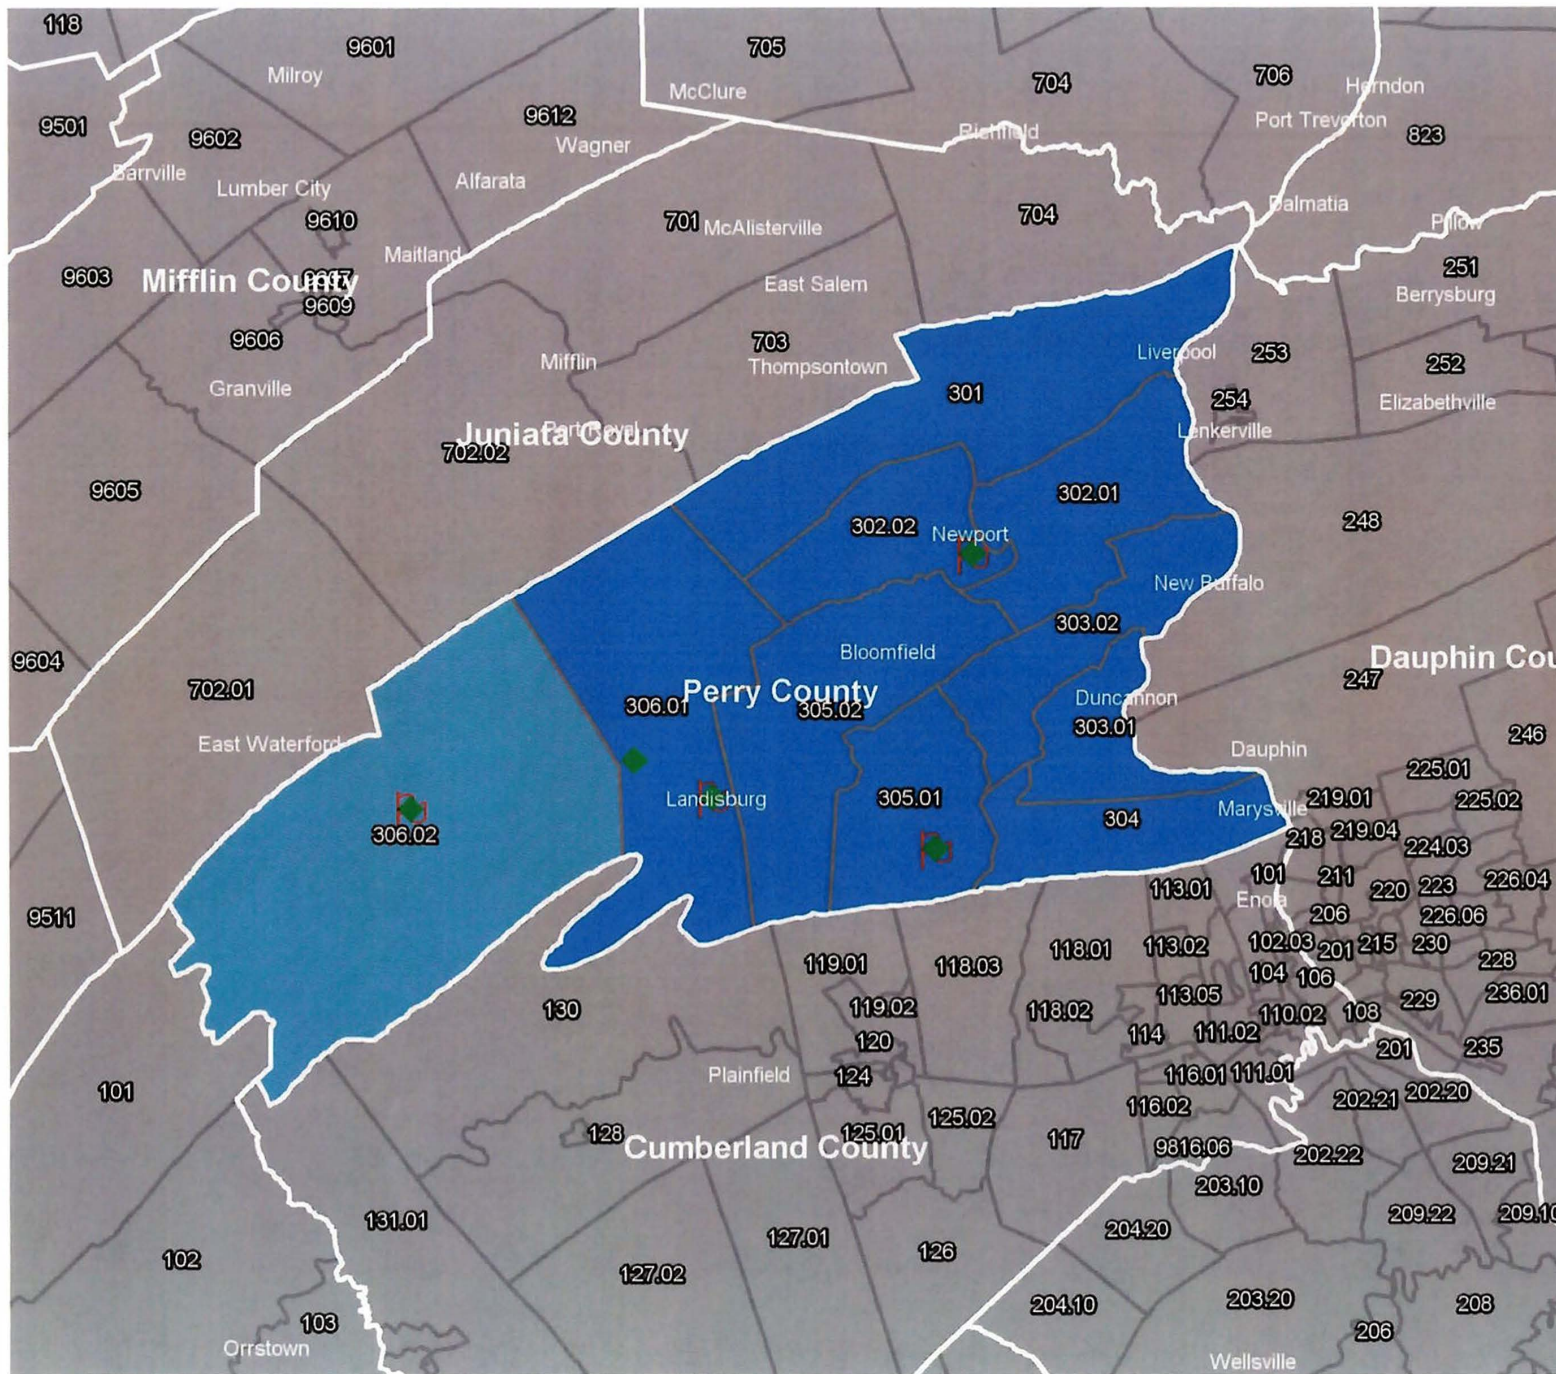 118
9601
705
706
Milroy
McClure
704
Herndon
9501
9602
9612
Wagner
Richfield
Port Treverton
823
Barrville
Lumber City
Alfarata
9610
701
McAlisterville
704
Dalmatia
Pillow
Maitland
9603
Mifflin County
9607
9609
East Salem
251
Berrysburg
9606
Mifflin
703
Thompsontown
Liverpool
253
252
Granville
301
254
Elizabethville
Juniata County
Port Royal
702.02
Lenkerville
9605
302.01
302.02
Newport
248
New Buffalo
303.02
9604
Bloomfield
Dauphin Cou
702.01
Perry County
247
306.01
305.02
Duncannon
303.01
East Waterford
Dauphin
246
225.01
Landisburg
305.01
219.01
225.02
Marysville
304
306.02
218
219.04
224.03
101
211
220
223
226.04
113.01
Enola
9511
206
226.06
118.01
113.02
102.03
201
215
230
119.01
118.03
104
106
228
113.05
236.01
130
119.02
118.02
110.02
108
229
120
114
111.02
201
235
Plainfield
124
116.01
111.01
101
116.02
202.21
202.20
128
125.01
125.02
117
Cumberland County
9816.06
202.22
209.21
203.10
131.01
204.20
209.22
209.10
102
127.01
126
127.02
103
204.10
203.20
208
206
Orrstown
Wellsville